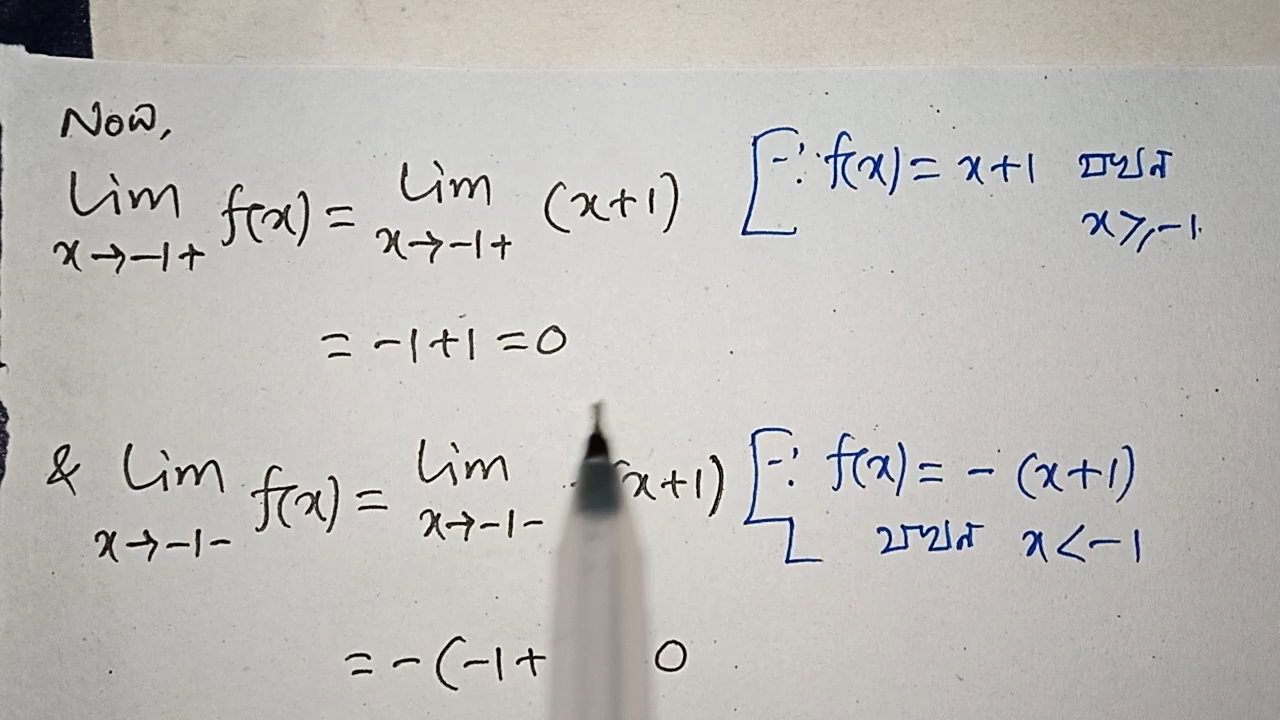 Now,
lim x→-1+ f(x) = lim x→-1+ (x+1) [∵ f(x) = x+1 যখন x ≥ -1
= -1+1 = 0
& lim x→-1- f(x) = lim x→-1- (x+1) [∵ f(x) = - (x+1) যখন x < -1
= -(-1+ 0